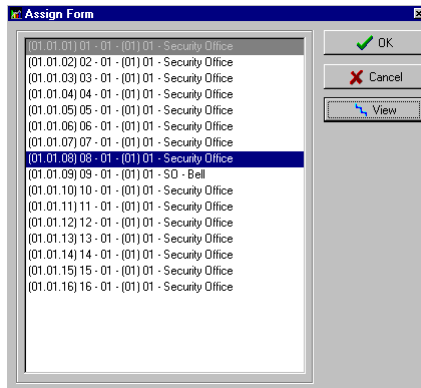 Assign Form
(01.01.01) 01 - 01 - (01) 01 - Security Office
(01.01.02) 02 - 01 - (01) 01 - Security Office
(01.01.03) 03 - 01 - (01) 01 - Security Office
(01.01.04) 04 - 01 - (01) 01 - Security Office
(01.01.05) 05 - 01 - (01) 01 - Security Office
(01.01.06) 06 - 01 - (01) 01 - Security Office
(01.01.07) 07 - 01 - (01) 01 - Security Office
(01.01.08) 08 - 01 - (01) 01 - Security Office
(01.01.09) 09 - 01 - (01) 01 - SO - Bell
(01.01.10) 10 - 01 - (01) 01 - Security Office
(01.01.11) 11 - 01 - (01) 01 - Security Office
(01.01.12) 12 - 01 - (01) 01 - Security Office
(01.01.13) 13 - 01 - (01) 01 - Security Office
(01.01.14) 14 - 01 - (01) 01 - Security Office
(01.01.15) 15 - 01 - (01) 01 - Security Office
(01.01.16) 16 - 01 - (01) 01 - Security Office
OK
Cancel
View